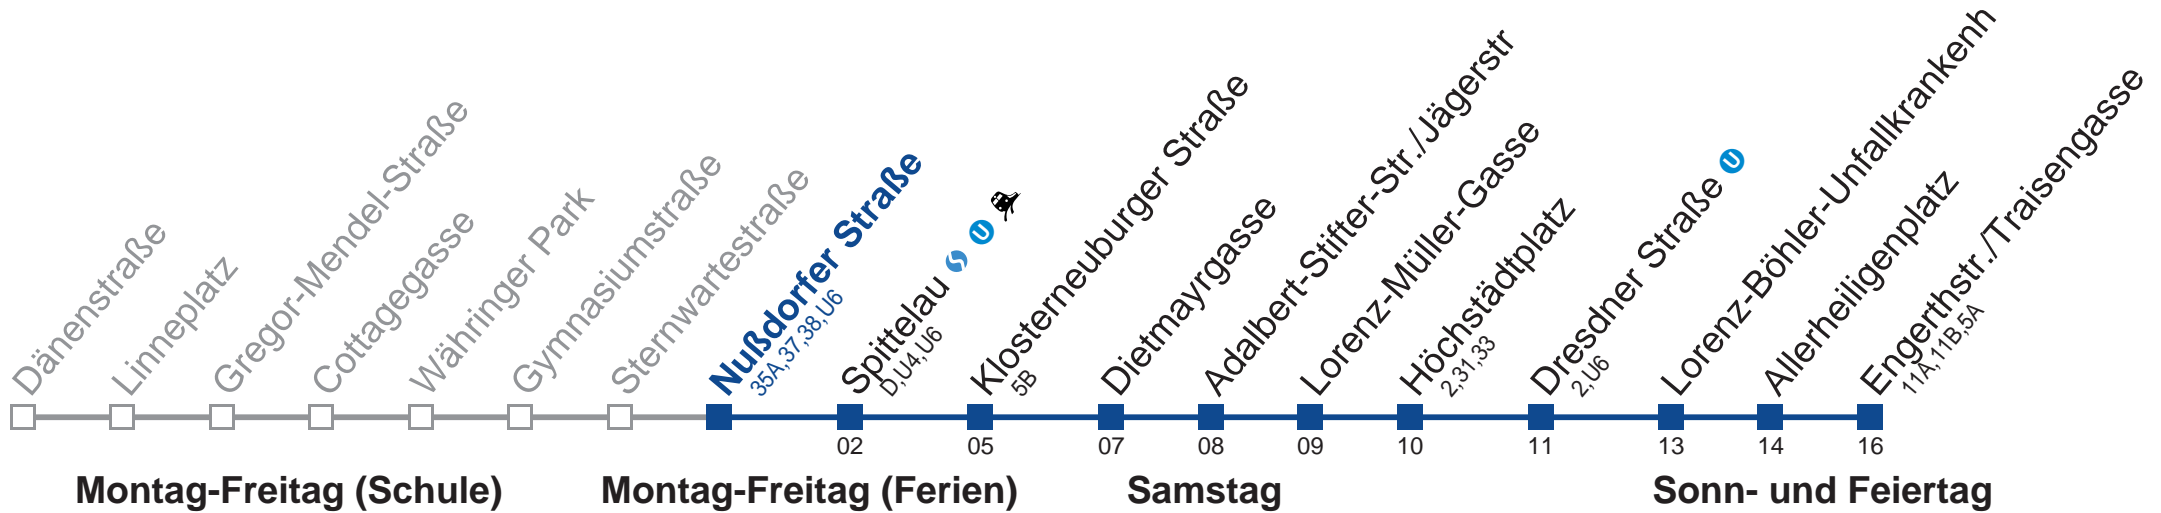 Dänenstraße
Linneplatz
Gregor-Mendel-Straße
Cottagegasse
Währinger Park
Gymnasiumstraße
Sternwartestraße
Nußdorfer Straße
35A,37,38,U6
Spittelau S U
D,U4,U6
Klosterneuburger Straße
5B
Dietmayrgasse
Adalbert-Stifter-Str./Jägerstr
Lorenz-Müller-Gasse
Höchstädtplatz
2,31,33
Dresdner Straße U
2,U6
Lorenz-Böhler-Unfallkrankenh
Allerheiligenplatz
Engerthstr./Traisengasse
11A,11B,5A
02 05 07 08 09 10 11 13 14 16
Montag-Freitag (Schule) Montag-Freitag (Ferien) Samstag Sonn- und Feiertag